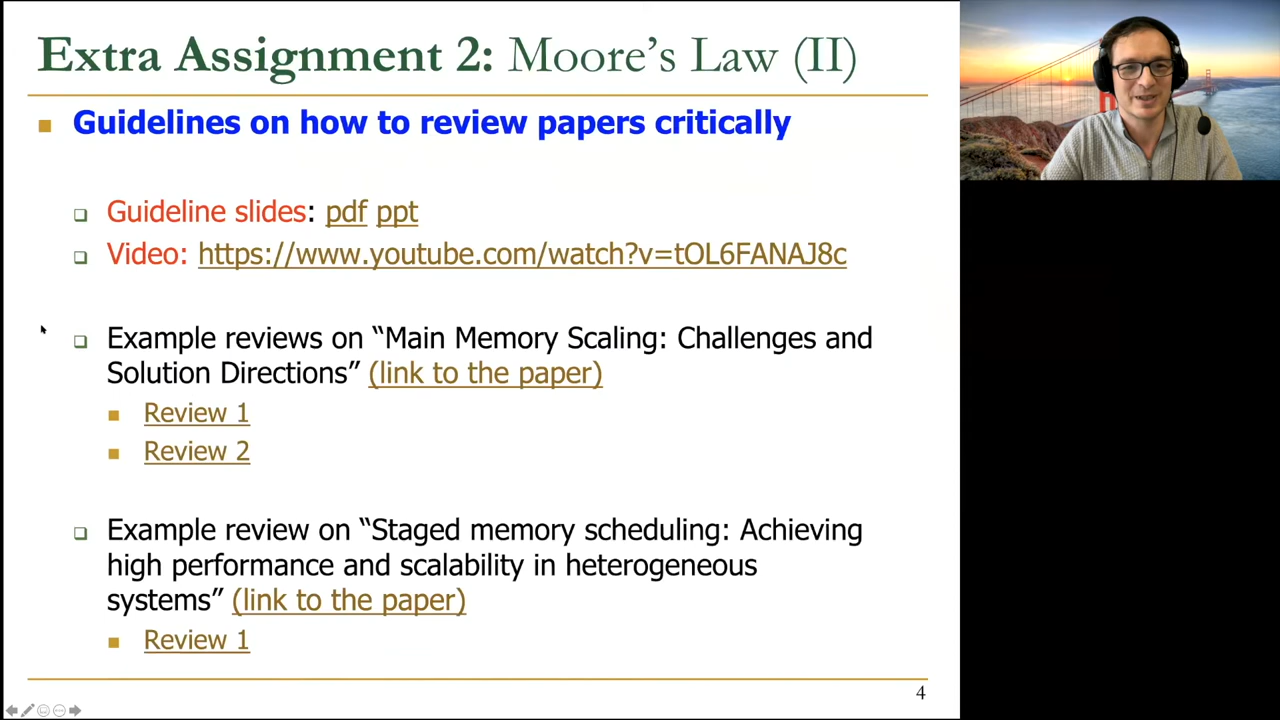 Extra Assignment 2: Moore's Law (II)
Guidelines on how to review papers critically
Guideline slides: pdf ppt
Video: https://www.youtube.com/watch?v=tOL6FANAJ8c
Example reviews on “Main Memory Scaling: Challenges and
Solution Directions” (link to the paper)
Review 1
Review 2
Example review on “Staged memory scheduling: Achieving
high performance and scalability in heterogeneous
systems” (link to the paper)
Review 1
4